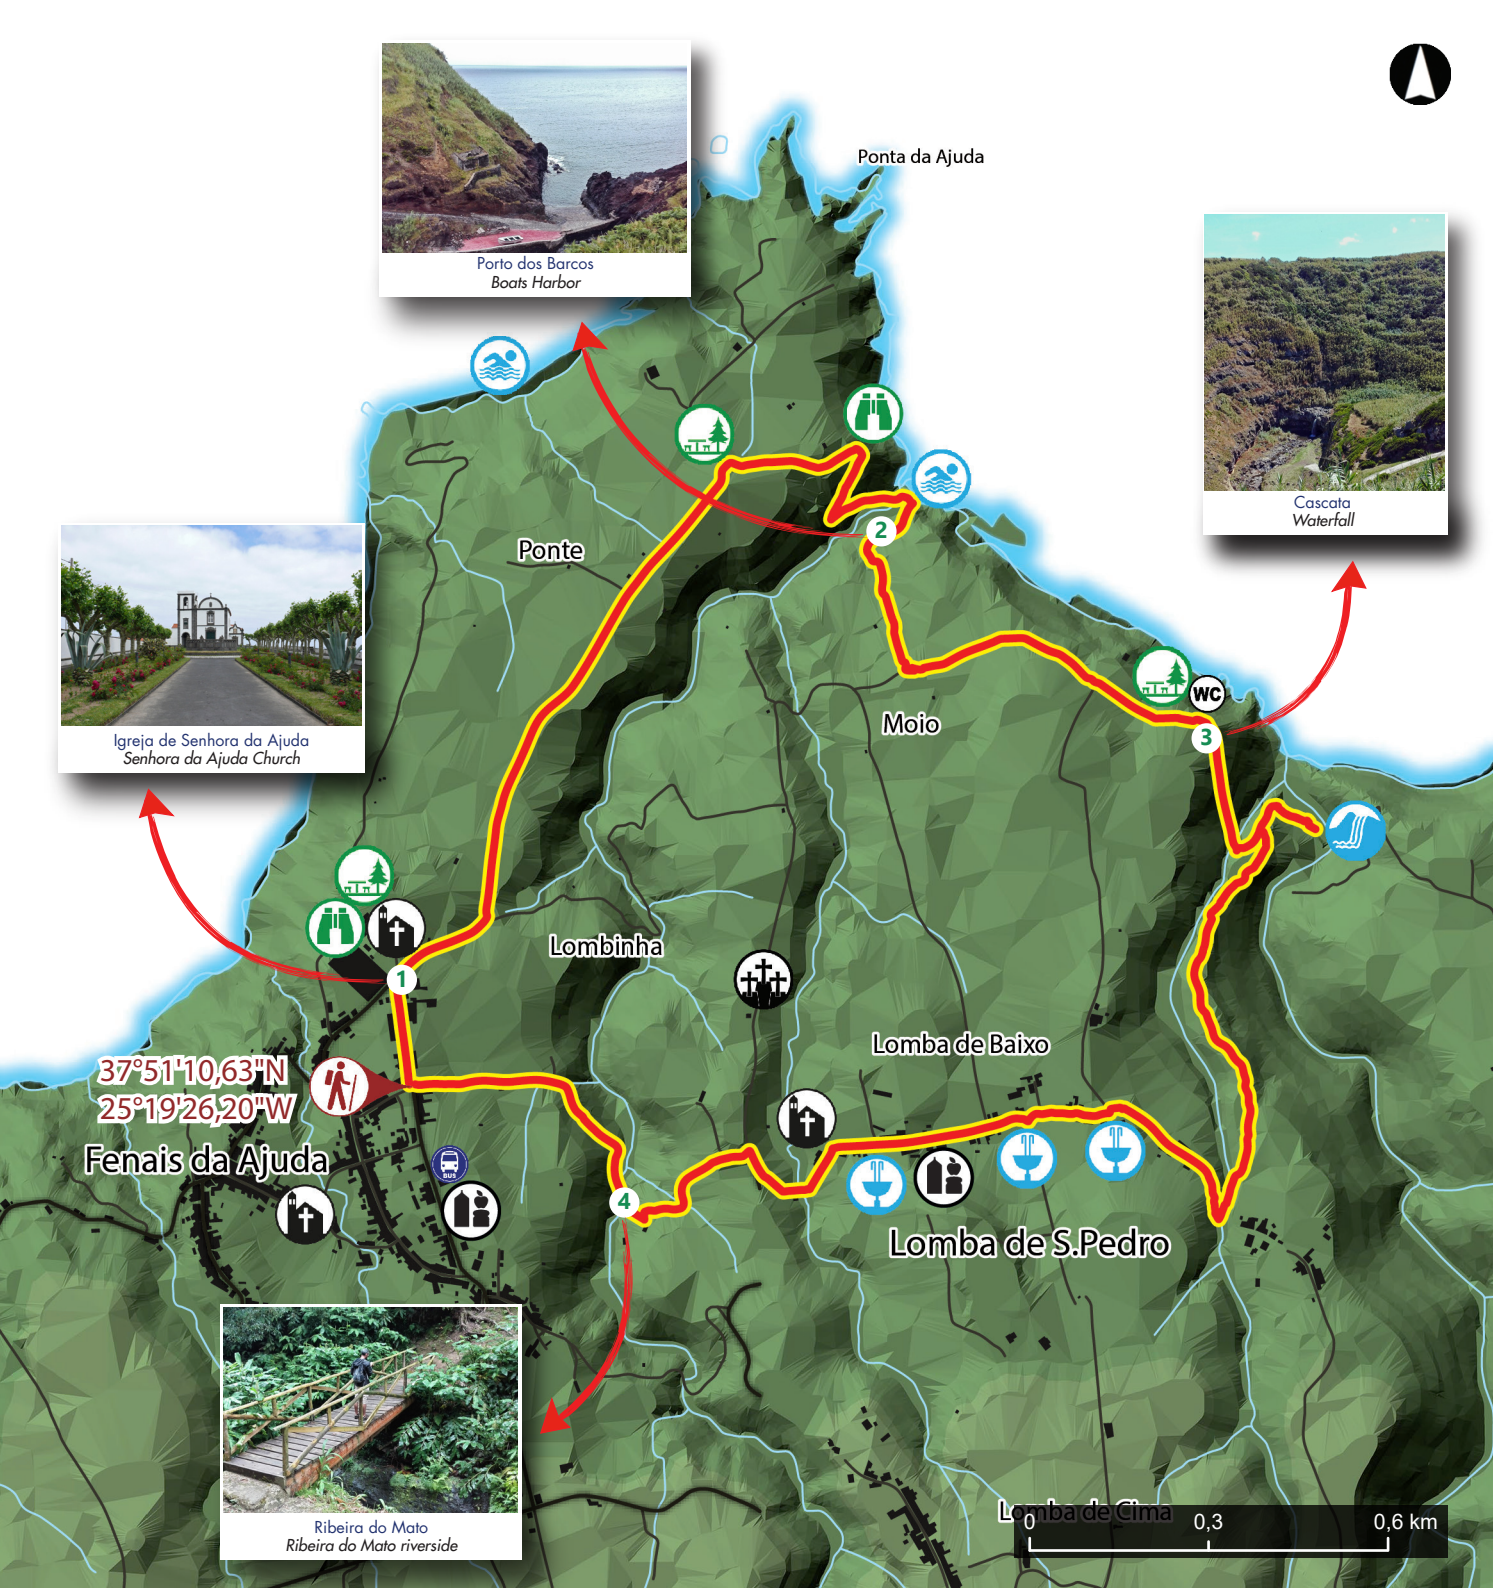 Ponta da Ajuda
Porto dos Barcos
Boats Harbor
Cascata
Waterfall
Ponte
2
Igreja de Senhora da Ajuda
Senhora da Ajuda Church
WC
Moio
3
Lombinha
1
Lomba de Baixo
37°51'10,63"N
25°19'26,20"W
Fenais da Ajuda
BUS
4
Lomba de S.Pedro
Ribeira do Mato
Ribeira do Mato riverside
Lomba de Cima
0 0,3 0,6 km